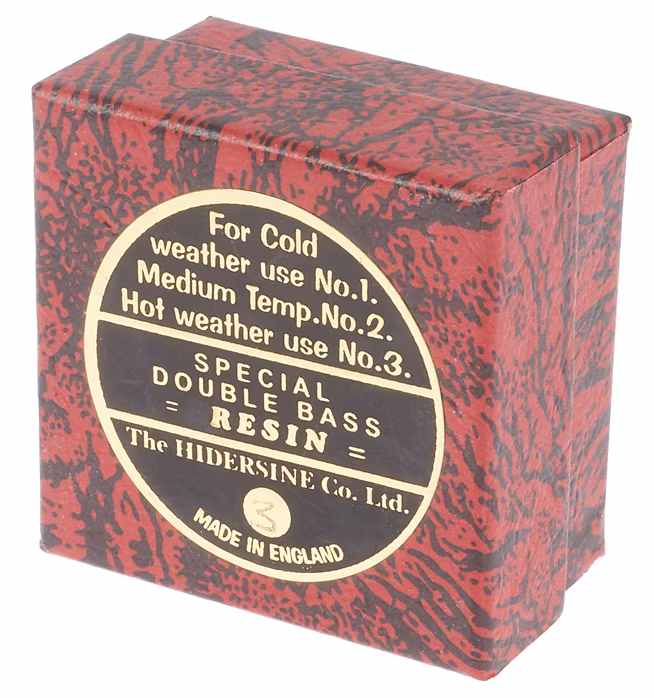 For Cold
weather use No.1.
Medium Temp.No.2.
Hot weather use No.3.
SPECIAL
DOUBLE BASS
= RESIN =
The HIDERSINE Co. Ltd.
3
MADE IN ENGLAND